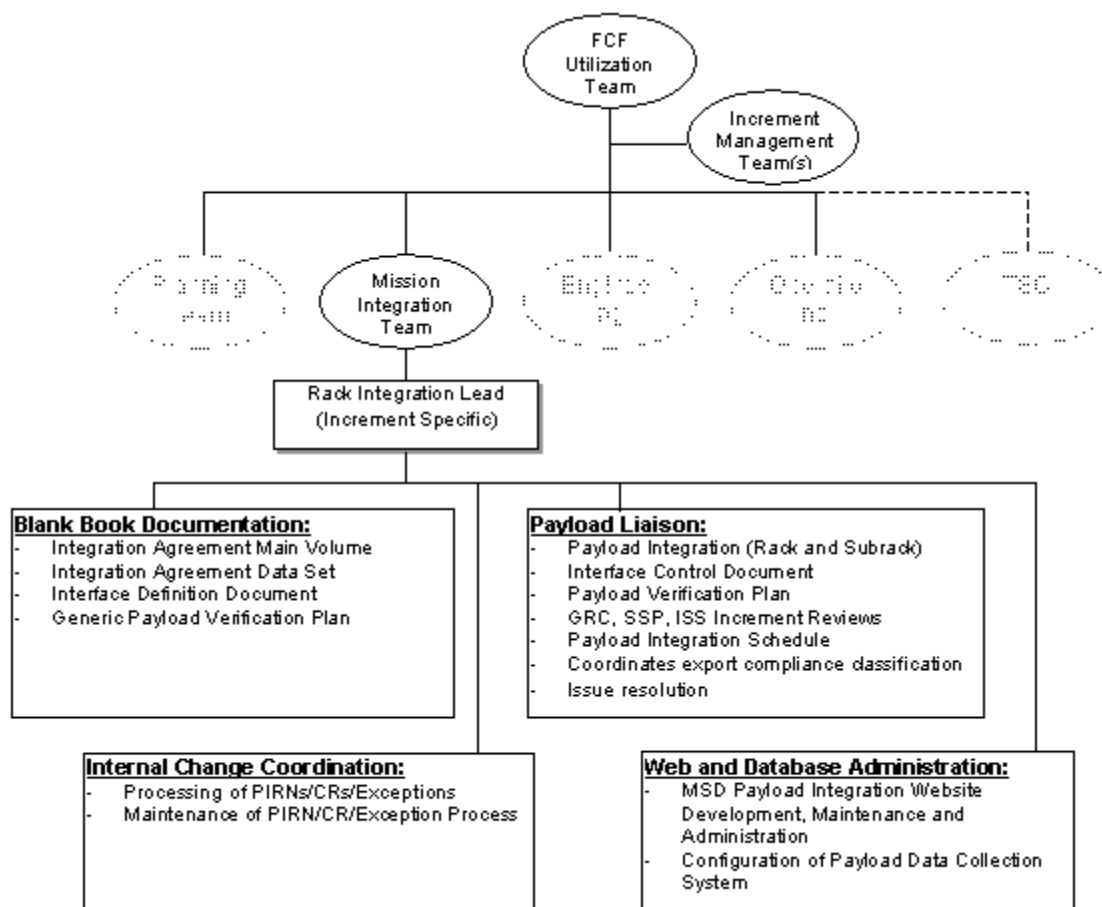 FCF
Utilization
Team
Increment
Management
Team(s)
Mission
Integration
Team
Rack Integration Lead
(Increment Specific)
Blank Book Documentation:
- Integration Agreement Main Volume
- Integration Agreement Data Set
- Interface Definition Document
- Generic Payload Verification Plan
Payload Liaison:
- Payload Integration (Rack and Subrack)
- Interface Control Document
- Payload Verification Plan
- GRC, SSP, ISS Increment Reviews
- Payload Integration Schedule
- Coordinates export compliance classification
- Issue resolution
Internal Change Coordination:
- Processing of PIRNs/CRs/Exceptions
- Maintenance of PIRN/CR/Exception Process
Web and Database Administration:
- MSD Payload Integration Website
Development, Maintenance and
Administration
- Configuration of Payload Data Collection
System